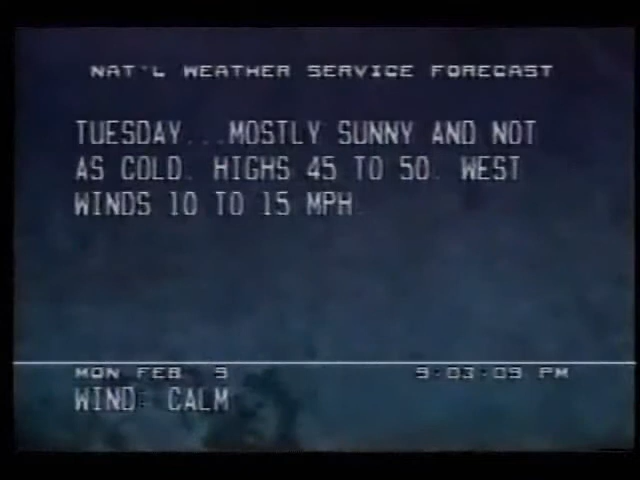 NAT'L WEATHER SERVICE FORECAST
TUESDAY...MOSTLY SUNNY AND NOT
AS COLD. HIGHS 45 TO 50. WEST
WINDS 10 TO 15 MPH.
MON FEB  9          9:03:09 PM
WIND: CALM